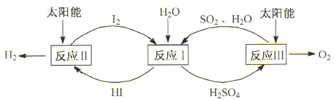 太阳能 I₂ H₂O SO₂、H₂O 太阳能
H₂ 反应Ⅱ 反应Ⅰ 反应Ⅲ O₂
HI H₂SO₄